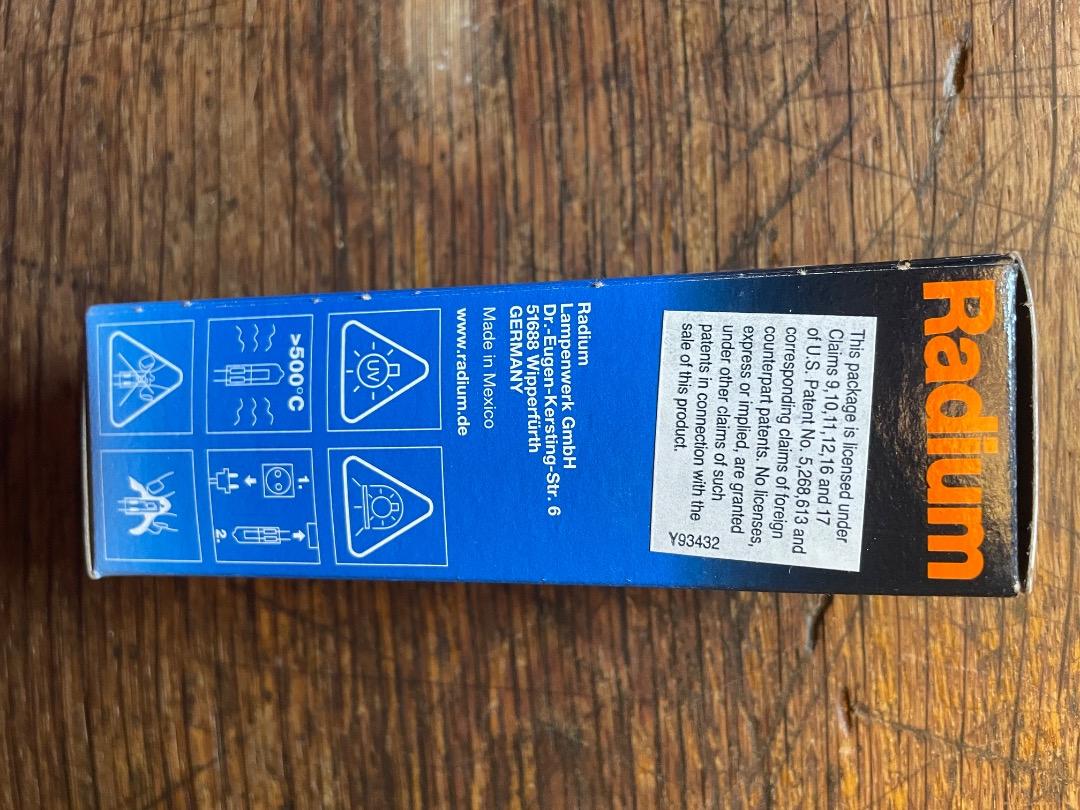 Radium
This package is licensed under
Claims 9,10,11,12,16 and 17
of U.S. Patent No. 5,268,613 and
corresponding claims of foreign
counterpart patents. No licenses,
express or implied, are granted
under other claims of such
patents in connection with the
sale of this product.
Y93432
Radium
Lampenwerk GmbH
Dr.-Eugen-Kersting-Str. 6
51688 Wipperfürth
GERMANY
Made in Mexico
www.radium.de
UV
>500°C
1.
2.